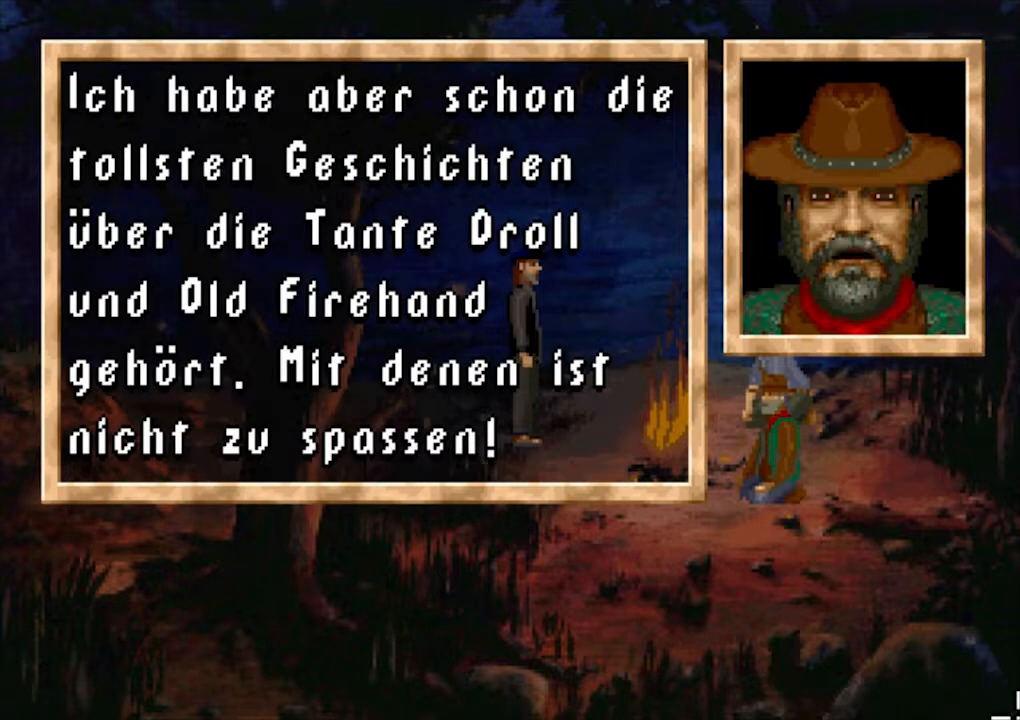 Ich habe aber schon die
tollsten Geschichten
über die Tante Droll
und Old Firehand
gehört. Mit denen ist
nicht zu spassen!